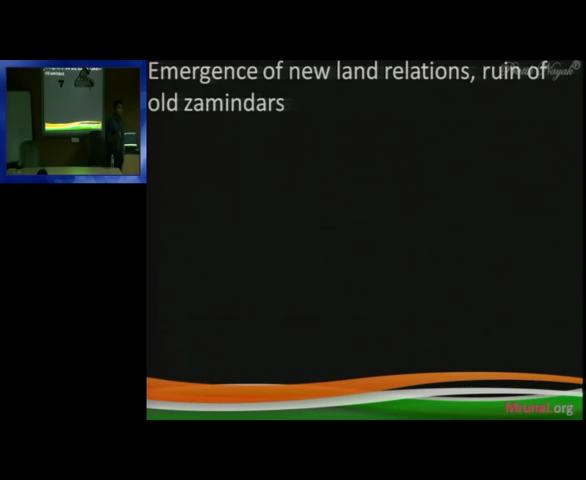 Emergence of new land relations, ruin of
old zamindars
Mrunal.org